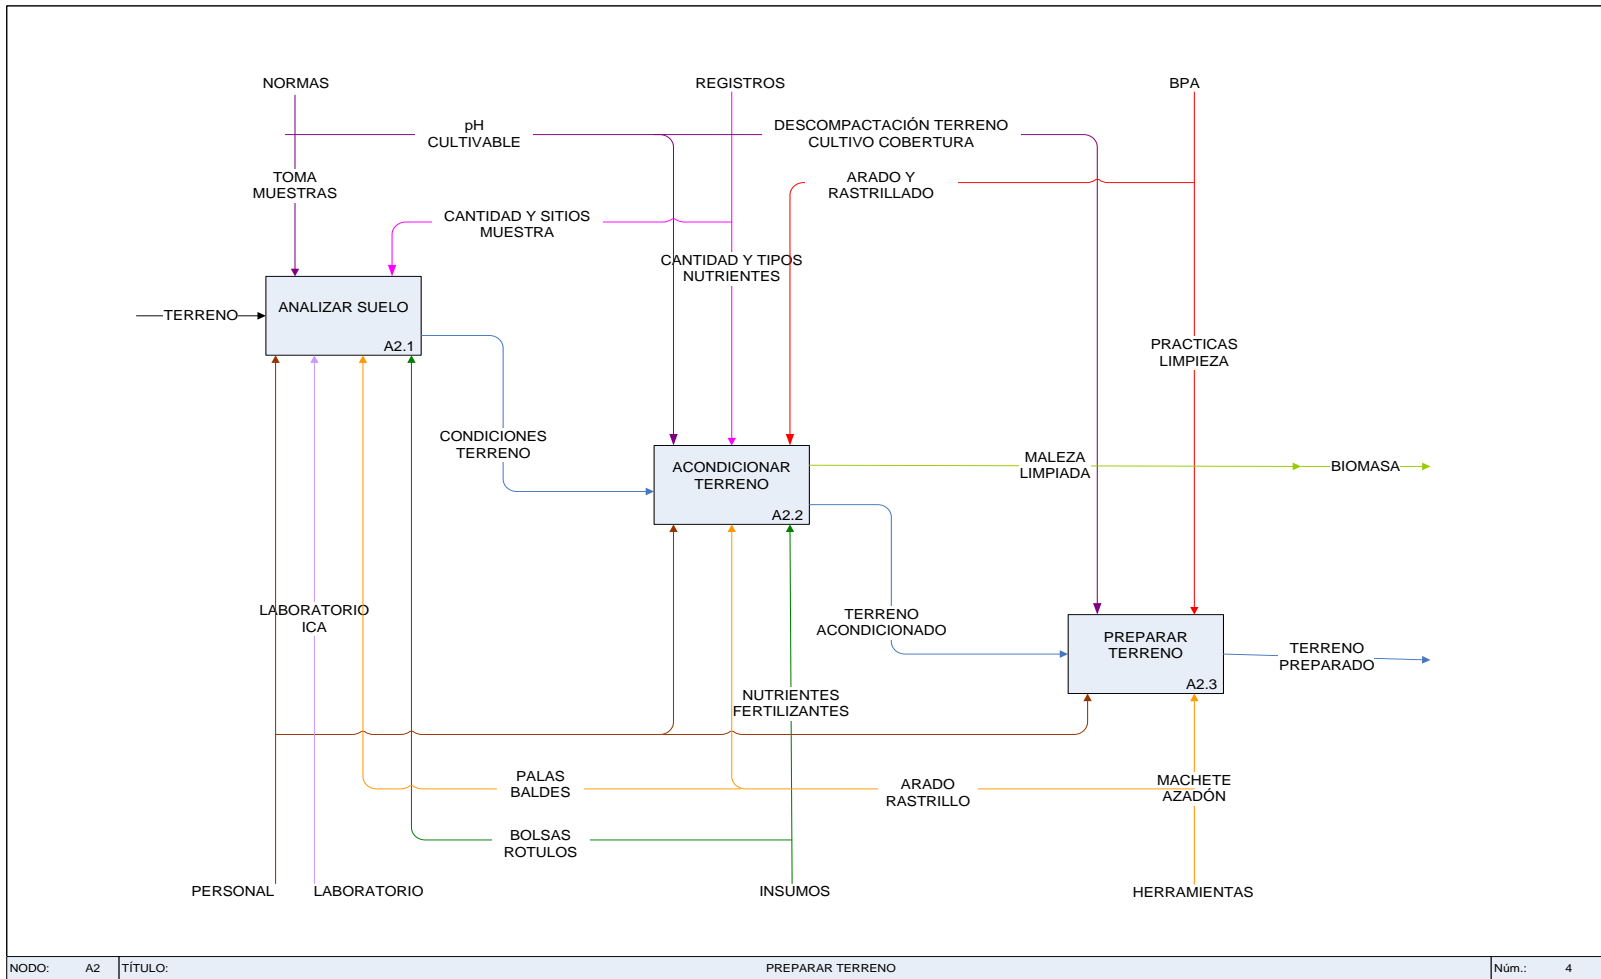 NORMAS
REGISTROS
BPA
pH
CULTIVABLE
DESCOMPACTACIÓN TERRENO
CULTIVO COBERTURA
TOMA
MUESTRAS
ARADO Y
RASTRILLADO
CANTIDAD Y SITIOS
MUESTRA
CANTIDAD Y TIPOS
NUTRIENTES
TERRENO
ANALIZAR SUELO
A2.1
PRACTICAS
LIMPIEZA
CONDICIONES
TERRENO
ACONDICIONAR
TERRENO
A2.2
MALEZA
LIMPIADA
BIOMASA
LABORATORIO
ICA
TERRENO
ACONDICIONADO
PREPARAR
TERRENO
A2.3
TERRENO
PREPARADO
NUTRIENTES
FERTILIZANTES
PALAS
BALDES
ARADO
RASTRILLO
MACHETE
AZADÓN
BOLSAS
ROTULOS
PERSONAL
LABORATORIO
INSUMOS
HERRAMIENTAS
NODO: A2 TÍTULO: PREPARAR TERRENO Núm.: 4